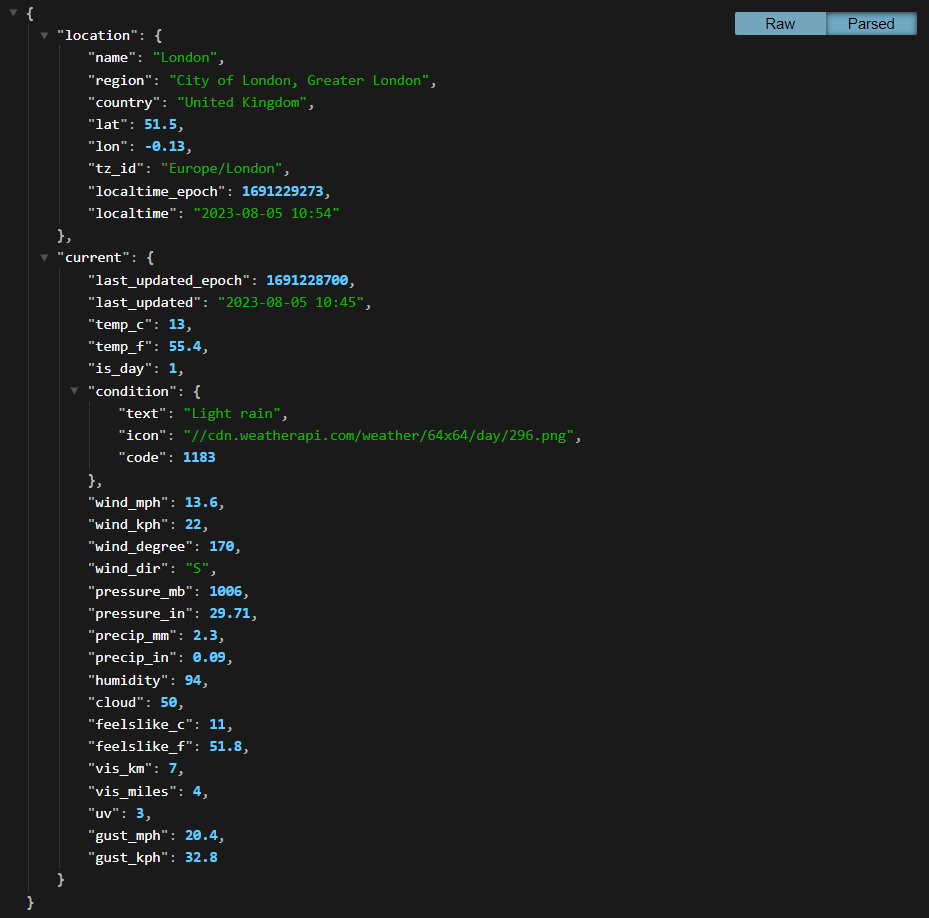 Raw Parsed
{
"location": {
"name": "London",
"region": "City of London, Greater London",
"country": "United Kingdom",
"lat": 51.5,
"lon": -0.13,
"tz_id": "Europe/London",
"localtime_epoch": 1691229273,
"localtime": "2023-08-05 10:54"
},
"current": {
"last_updated_epoch": 1691228700,
"last_updated": "2023-08-05 10:45",
"temp_c": 13,
"temp_f": 55.4,
"is_day": 1,
"condition": {
"text": "Light rain",
"icon": "//cdn.weatherapi.com/weather/64x64/day/296.png",
"code": 1183
},
"wind_mph": 13.6,
"wind_kph": 22,
"wind_degree": 170,
"wind_dir": "S",
"pressure_mb": 1006,
"pressure_in": 29.71,
"precip_mm": 2.3,
"precip_in": 0.09,
"humidity": 94,
"cloud": 50,
"feelslike_c": 11,
"feelslike_f": 51.8,
"vis_km": 7,
"vis_miles": 4,
"uv": 3,
"gust_mph": 20.4,
"gust_kph": 32.8
}
}